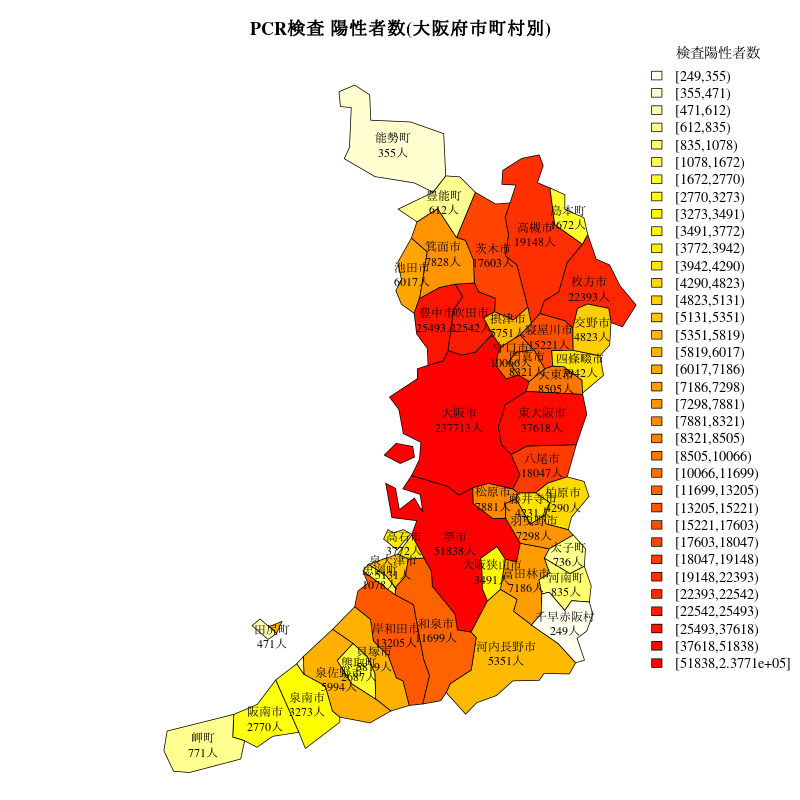 PCR検査 陽性者数(大阪府市町村別)
検査陽性者数
[249,355)
[355,471)
[471,612)
[612,835)
[835,1078)
[1078,1672)
[1672,2770)
[2770,3273)
[3273,3491)
[3491,3772)
[3772,3942)
[3942,4290)
[4290,4823)
[4823,5131)
[5131,5351)
[5351,5819)
[5819,6017)
[6017,7186)
[7186,7298)
[7298,7881)
[7881,8321)
[8321,8505)
[8505,10066)
[10066,11699)
[11699,13205)
[13205,15221)
[15221,17603)
[17603,18047)
[18047,19148)
[19148,22393)
[22393,22542)
[22542,25493)
[25493,37618)
[37618,51838)
[51838,2.3771e+05]
能勢町
355人
豊能町
612人
島本町
1672人
高槻市
19148人
茨木市
17603人
箕面市
7828人
池田市
6017人
枚方市
22393人
豊中市
25493人
吹田市
22542人
摂津市
5751人
寝屋川市
15221人
交野市
4823人
守口市
10066人
門真市
8321人
四條畷市
3942人
大東市
8505人
大阪市
237713人
東大阪市
37618人
八尾市
18047人
松原市
7881人
藤井寺市
4231人
柏原市
4290人
羽曳野市
7298人
堺市
51838人
高石市
3772人
泉大津市
5131人
忠岡町
1078人
大阪狭山市
3491人
富田林市
7186人
太子町
736人
河南町
835人
千早赤阪村
249人
田尻町
471人
岸和田市
13205人
和泉市
11699人
河内長野市
5351人
貝塚市
5819人
熊取町
泉佐野市
5994人
泉南市
3273人
阪南市
2770人
岬町
771人